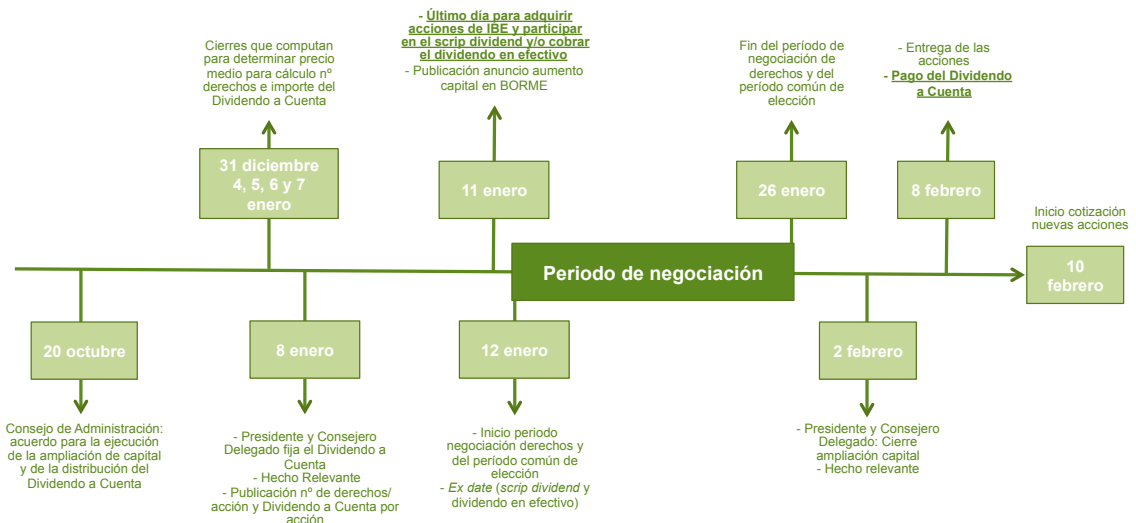 Cierres que computan
para determinar precio
medio para cálculo nº
derechos e importe del
Dividendo a Cuenta
- Último día para adquirir
acciones de IBE y participar
en el scrip dividend y/o cobrar
el dividendo en efectivo
- Publicación anuncio aumento
capital en BORME
Fin del período de
negociación de
derechos y del
período común de
elección
- Entrega de las
acciones
- Pago del Dividendo
a Cuenta
31 diciembre
4, 5, 6 y 7
enero
11 enero
26 enero
8 febrero
Inicio cotización
nuevas acciones
10
febrero
Periodo de negociación
20 octubre
8 enero
12 enero
2 febrero
Consejo de Administración:
acuerdo para la ejecución
de la ampliación de capital
y de la distribución del
Dividendo a Cuenta
- Presidente y Consejero
Delegado fija el Dividendo a
Cuenta
- Hecho Relevante
- Publicación nº de derechos/
acción y Dividendo a Cuenta por
acción
- Inicio periodo
negociación derechos y
del período común de
elección
- Ex date (scrip dividend y
dividendo en efectivo)
- Presidente y Consejero
Delegado: Cierre
ampliación capital
- Hecho relevante